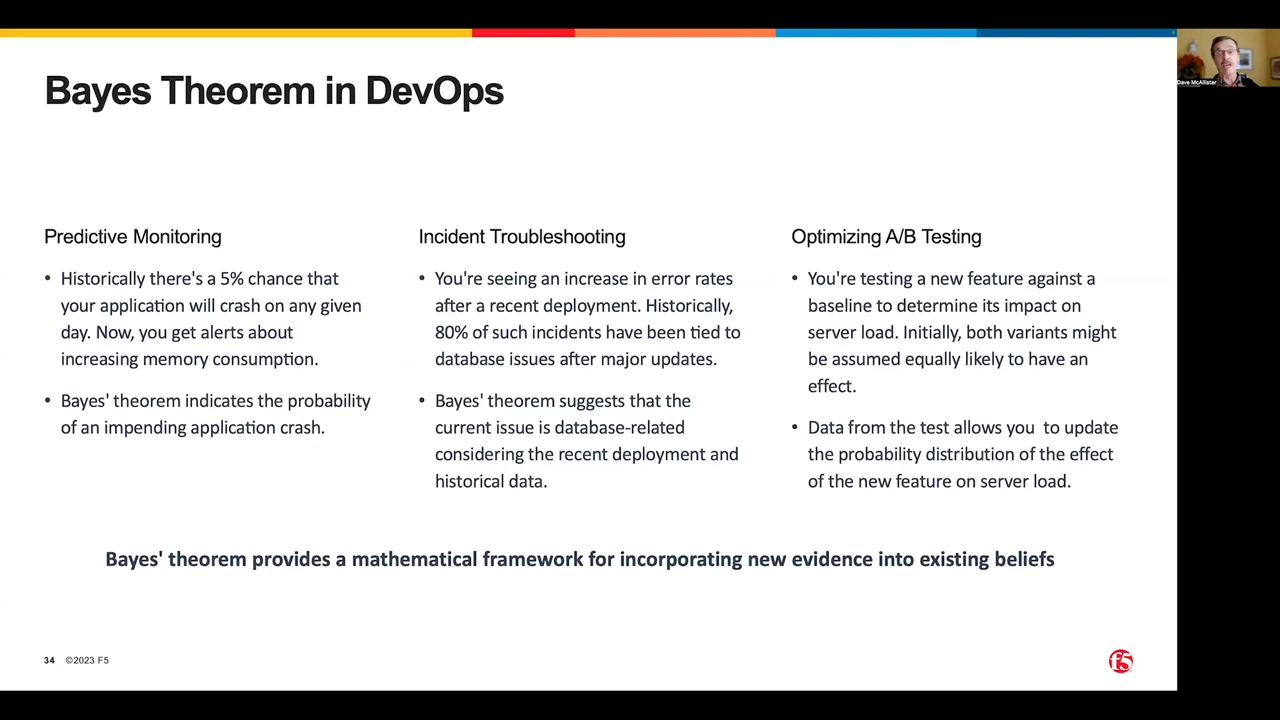 Bayes Theorem in DevOps
Dave McAllister
Predictive Monitoring
• Historically there's a 5% chance that
your application will crash on any given
day. Now, you get alerts about
increasing memory consumption.
• Bayes' theorem indicates the probability
of an impending application crash.
Incident Troubleshooting
• You're seeing an increase in error rates
after a recent deployment. Historically,
80% of such incidents have been tied to
database issues after major updates.
• Bayes' theorem suggests that the
current issue is database-related
considering the recent deployment and
historical data.
Optimizing A/B Testing
• You're testing a new feature against a
baseline to determine its impact on
server load. Initially, both variants might
be assumed equally likely to have an
effect.
• Data from the test allows you  to update
the probability distribution of the effect
of the new feature on server load.
Bayes' theorem provides a mathematical framework for incorporating new evidence into existing beliefs
34 ©2023 F5
f5